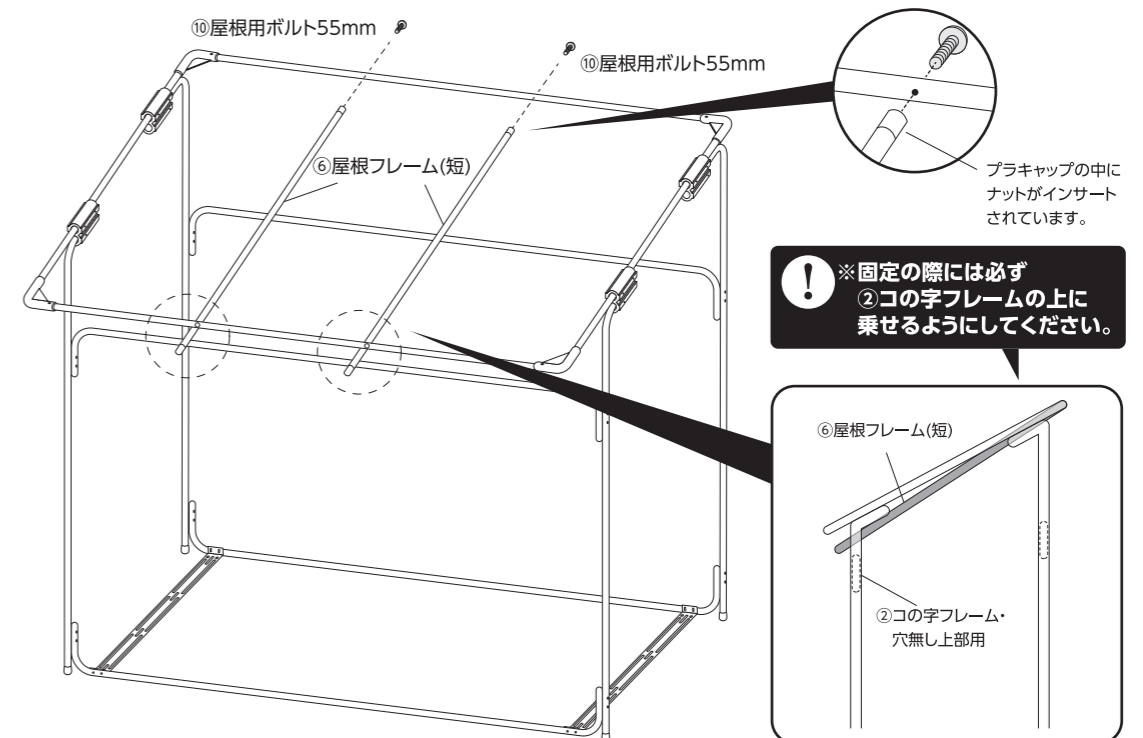 ⑩屋根用ボルト55mm
⑩屋根用ボルト55mm
⑥屋根フレーム(短)
プラキャップの中に
ナットがインサート
されています。
! ※固定の際には必ず
②コの字フレームの上に
乗せるようにしてください。
⑥屋根フレーム(短)
②コの字フレーム・
穴無し上部用